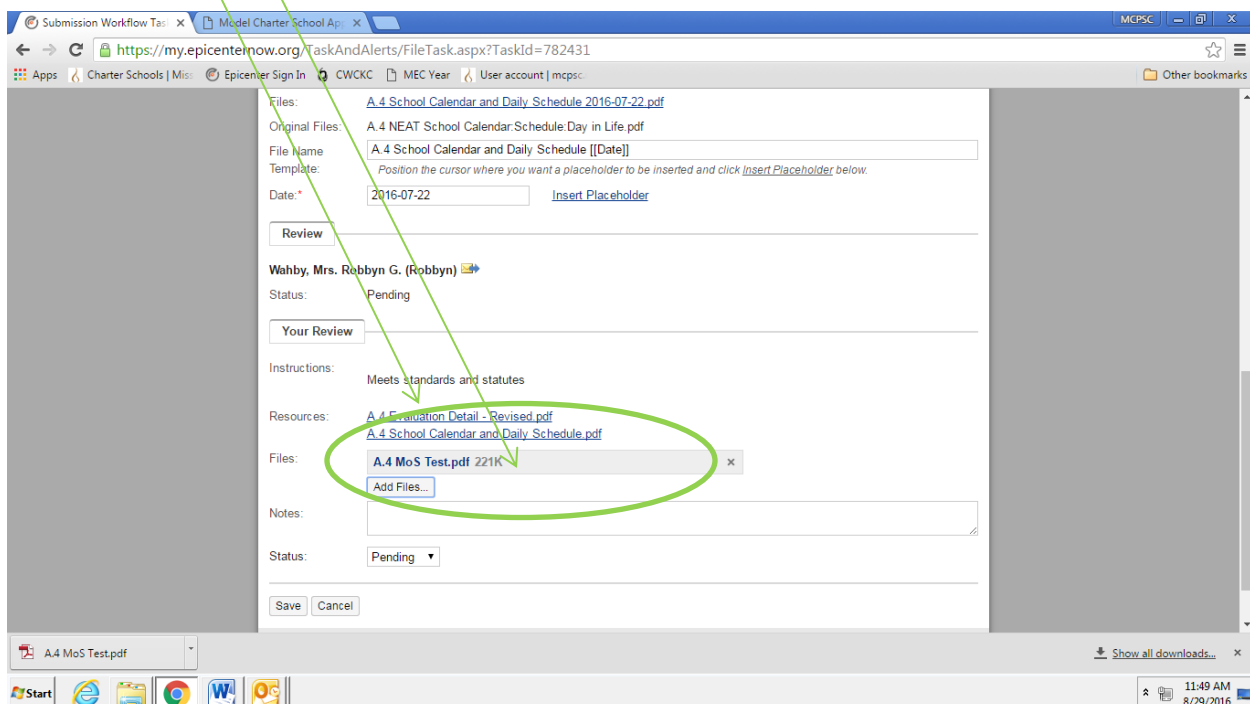 Submission Workflow Tas
Model Charter School Ap
MCPSC
https://my.epicenternow.org/TaskAndAlerts/FileTask.aspx?TaskId=782431
Apps Charter Schools | Miss Epicenter Sign In CWCKC MEC Year User account | mcpsc. Other bookmarks
Files: A.4 School Calendar and Daily Schedule 2016-07-22.pdf
Original Files: A.4 NEAT School Calendar:Schedule:Day in Life.pdf
File Name A.4 School Calendar and Daily Schedule [[Date]]
Template: Position the cursor where you want a placeholder to be inserted and click Insert Placeholder below.
Date:* 2016-07-22 Insert Placeholder
Review
Wahby, Mrs. Robbyn G. (Robbyn)
Status: Pending
Your Review
Instructions:
Meets standards and statutes
Resources: A.4 Evaluation Detail - Revised.pdf
A.4 School Calendar and Daily Schedule.pdf
Files: A.4 MoS Test.pdf 221K
Add Files...
Notes:
Status: Pending
Save Cancel
A.4 MoS Test.pdf Show all downloads...
Start 11:49 AM
8/29/2016